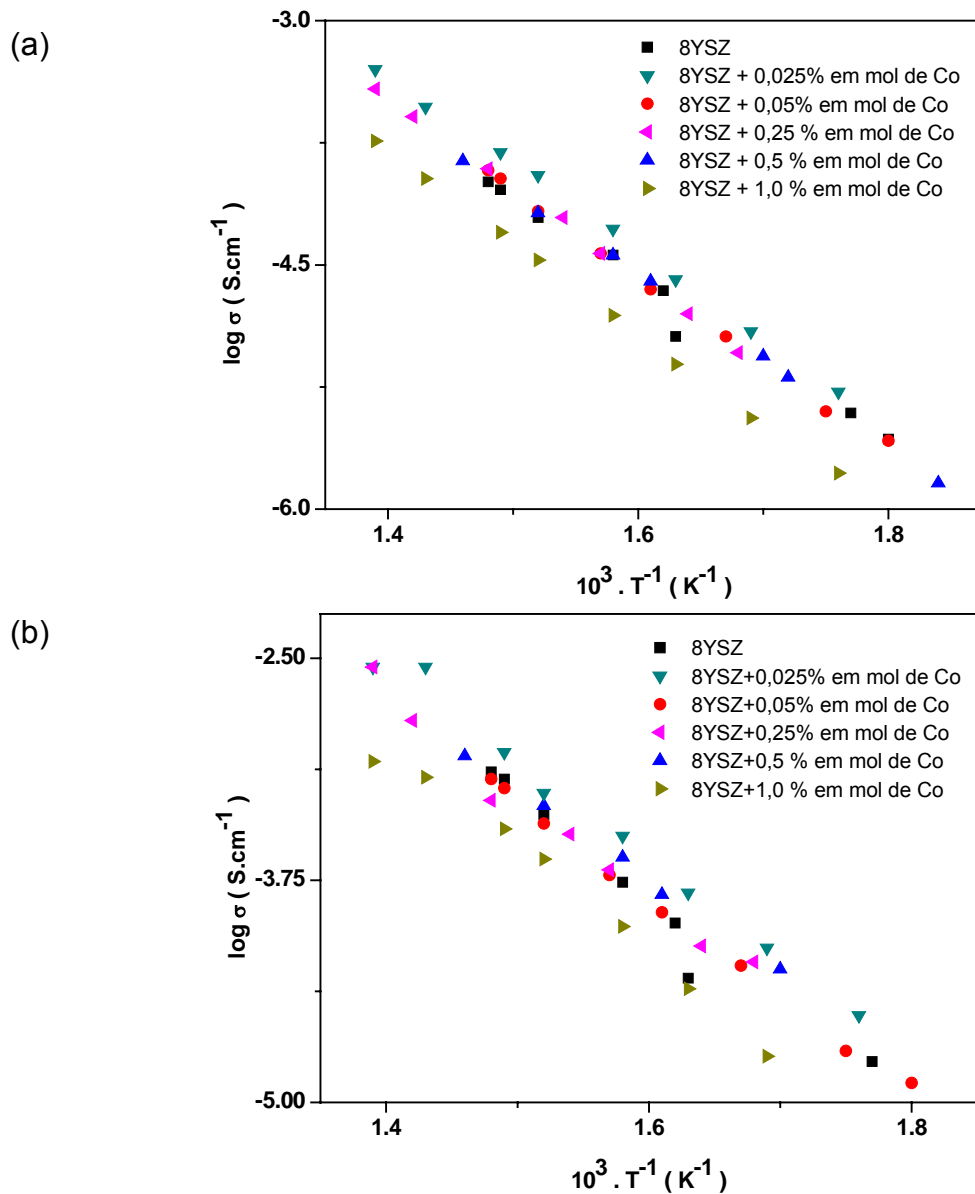 (a)
-3.0
-4.5
-6.0
log σ ( S.cm⁻¹ )
8YSZ
8YSZ + 0,025% em mol de Co
8YSZ + 0,05% em mol de Co
8YSZ + 0,25 % em mol de Co
8YSZ + 0,5 % em mol de Co
8YSZ + 1,0 % em mol de Co
1.4 1.6 1.8
10³ . T⁻¹ ( K⁻¹ )
(b)
-2.50
-3.75
-5.00
log σ ( S.cm⁻¹ )
8YSZ
8YSZ+0,025% em mol de Co
8YSZ+0,05% em mol de Co
8YSZ+0,25% em mol de Co
8YSZ+0,5 % em mol de Co
8YSZ+1,0 % em mol de Co
1.4 1.6 1.8
10³ . T⁻¹ ( K⁻¹ )